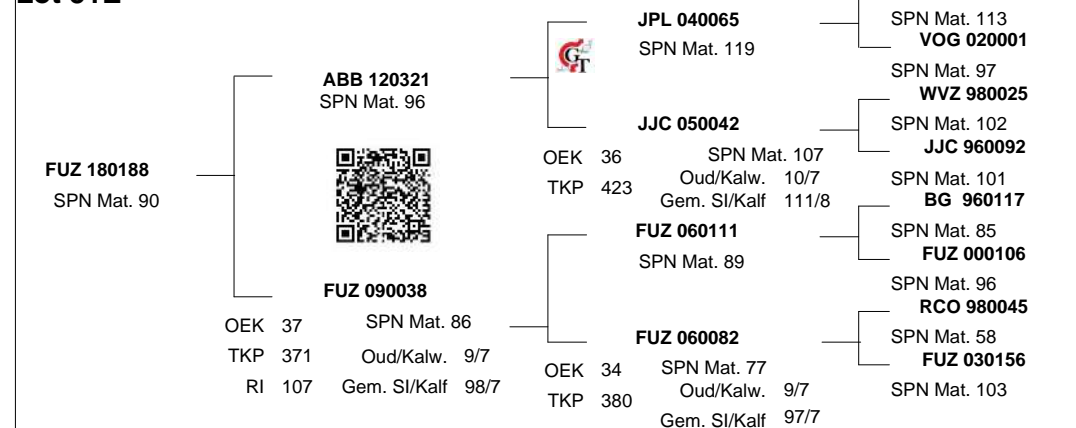 JPL 040065
SPN Mat. 119
SPN Mat. 113
VOG 020001
GT
ABB 120321
SPN Mat. 96
SPN Mat. 97
WVZ 980025
JJC 050042
SPN Mat. 102
JJC 960092
OEK 36 SPN Mat. 107
TKP 423 Oud/Kalw. 10/7
Gem. SI/Kalf 111/8
SPN Mat. 101
FUZ 180188
SPN Mat. 90
BG 960117
FUZ 060111
SPN Mat. 89
SPN Mat. 85
FUZ 000106
FUZ 090038
OEK 37 SPN Mat. 86
TKP 371 Oud/Kalw. 9/7
RI 107 Gem. SI/Kalf 98/7
SPN Mat. 96
RCO 980045
FUZ 060082
SPN Mat. 58
FUZ 030156
OEK 34 SPN Mat. 77
TKP 380 Oud/Kalw. 9/7
Gem. SI/Kalf 97/7
SPN Mat. 103